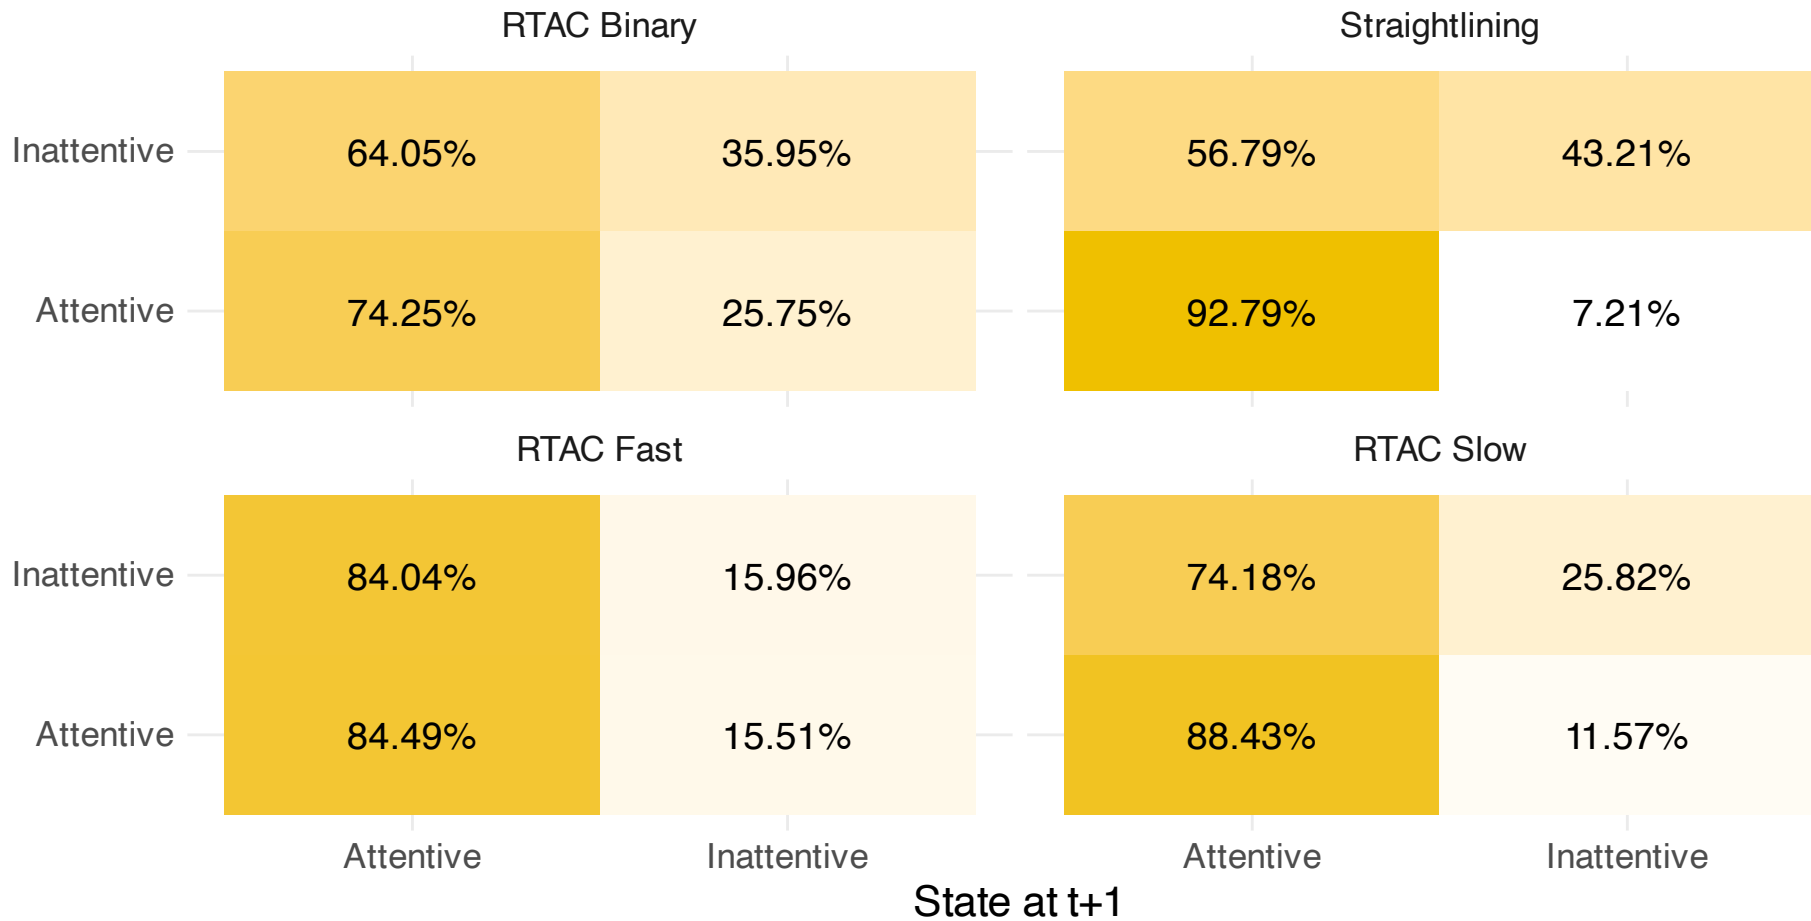 RTAC Binary Straightlining
Inattentive 64.05% 35.95% 56.79% 43.21%
Attentive 74.25% 25.75% 92.79% 7.21%
RTAC Fast RTAC Slow
Inattentive 84.04% 15.96% 74.18% 25.82%
Attentive 84.49% 15.51% 88.43% 11.57%
Attentive Inattentive Attentive Inattentive
State at t+1